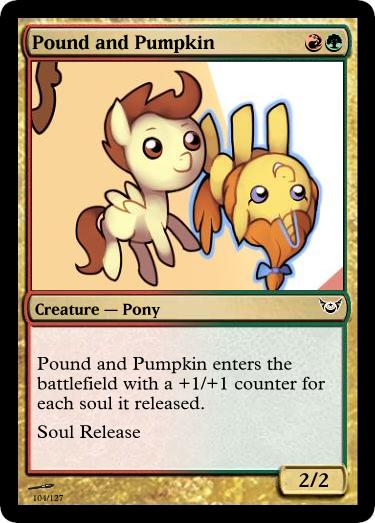 Pound and Pumpkin
Creature — Pony
Pound and Pumpkin enters the
battlefield with a +1/+1 counter for
each soul it released.
Soul Release
2/2
104/127